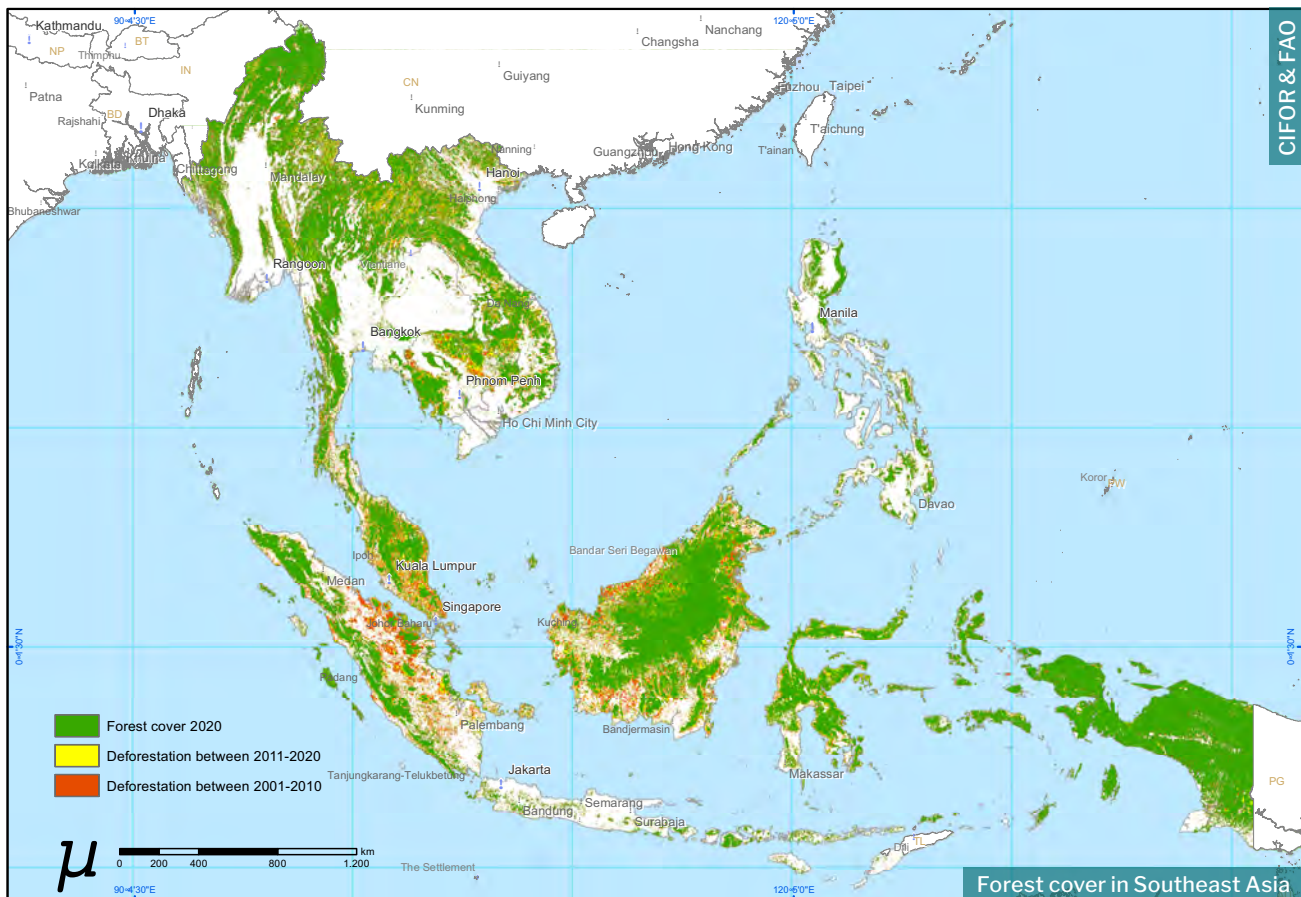 90°4'30"E
120°5'0"E
Kathmandu
NP
BT
Thimphu
IN
Patna
BD
Dhaka
Rajshahi
Chittagong
Bhubaneshwar
Changsha
Nanchang
Guiyang
CN
Kunming
Fuzhou
Taipei
T'aichung
T'ainan
Guangzhou
Hong Kong
Nanning
Hanoi
Haiphong
Mandalay
Rangoon
Vientiane
Da Nang
Bangkok
Phnom Penh
Ho Chi Minh City
Manila
Koror
PW
Davao
Bandar Seri Begawan
Ipoh
Kuala Lumpur
Medan
Singapore
Johor Baharu
Kuching
Padang
Palembang
Bandjermasin
Makassar
Tanjungkarang-Telukbetung
Jakarta
Semarang
Bandung
Surabaja
Dili
TL
PG
The Settlement
0°4'30"N
0°4'30"N
Forest cover 2020
Deforestation between 2011-2020
Deforestation between 2001-2010
µ
0 200 400 800 1.200 km
90°4'30"E
120°5'0"E
CIFOR & FAO
Forest cover in Southeast Asia